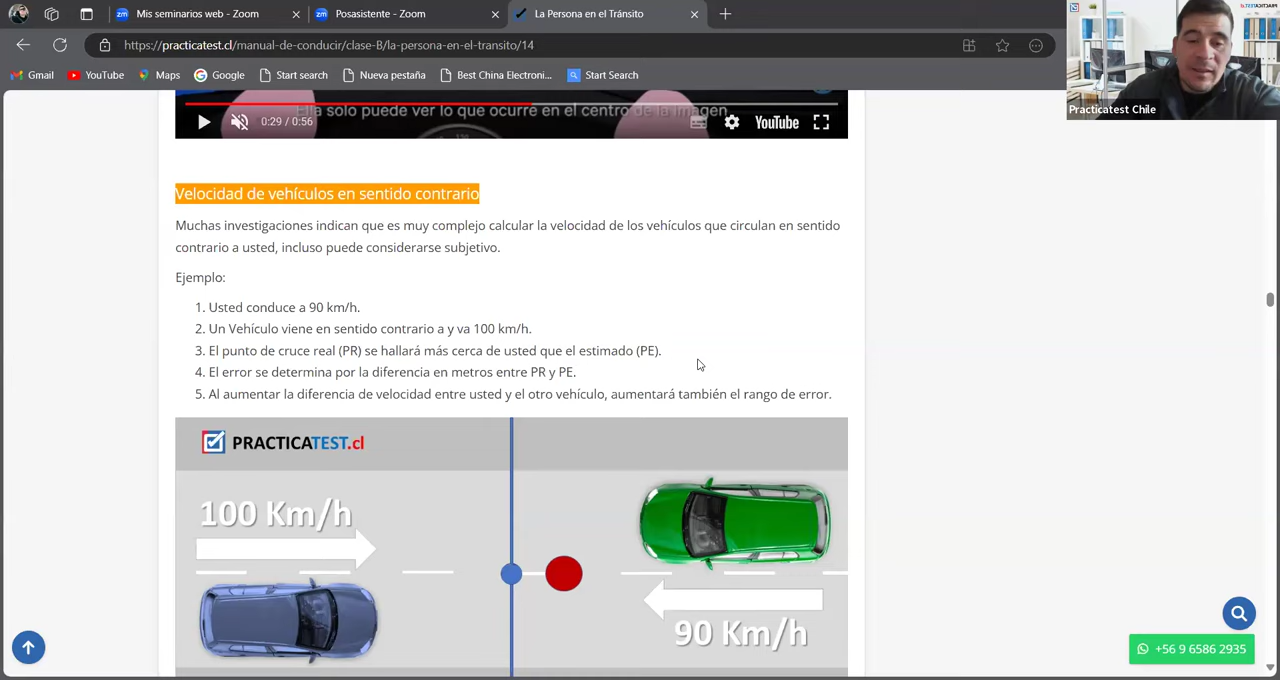 Mis seminarios web - Zoom
Posasistente - Zoom
La Persona en el Tránsito
https://practicatest.cl/manual-de-conducir/clase-B/la-persona-en-el-transito/14
Gmail
YouTube
Maps
Google
Start search
Nueva pestaña
Best China Electroni...
Start Search
Practicatest Chile
Ella solo puede ver lo que ocurre en el centro de la imagen
0:29 / 0:56
YouTube
Velocidad de vehículos en sentido contrario
Muchas investigaciones indican que es muy complejo calcular la velocidad de los vehículos que circulan en sentido
contrario a usted, incluso puede considerarse subjetivo.
Ejemplo:
1. Usted conduce a 90 km/h.
2. Un Vehículo viene en sentido contrario a y va 100 km/h.
3. El punto de cruce real (PR) se hallará más cerca de usted que el estimado (PE).
4. El error se determina por la diferencia en metros entre PR y PE.
5. Al aumentar la diferencia de velocidad entre usted y el otro vehículo, aumentará también el rango de error.
PRACTICATEST.cl
100 Km/h
90 Km/h
+56 9 6586 2935